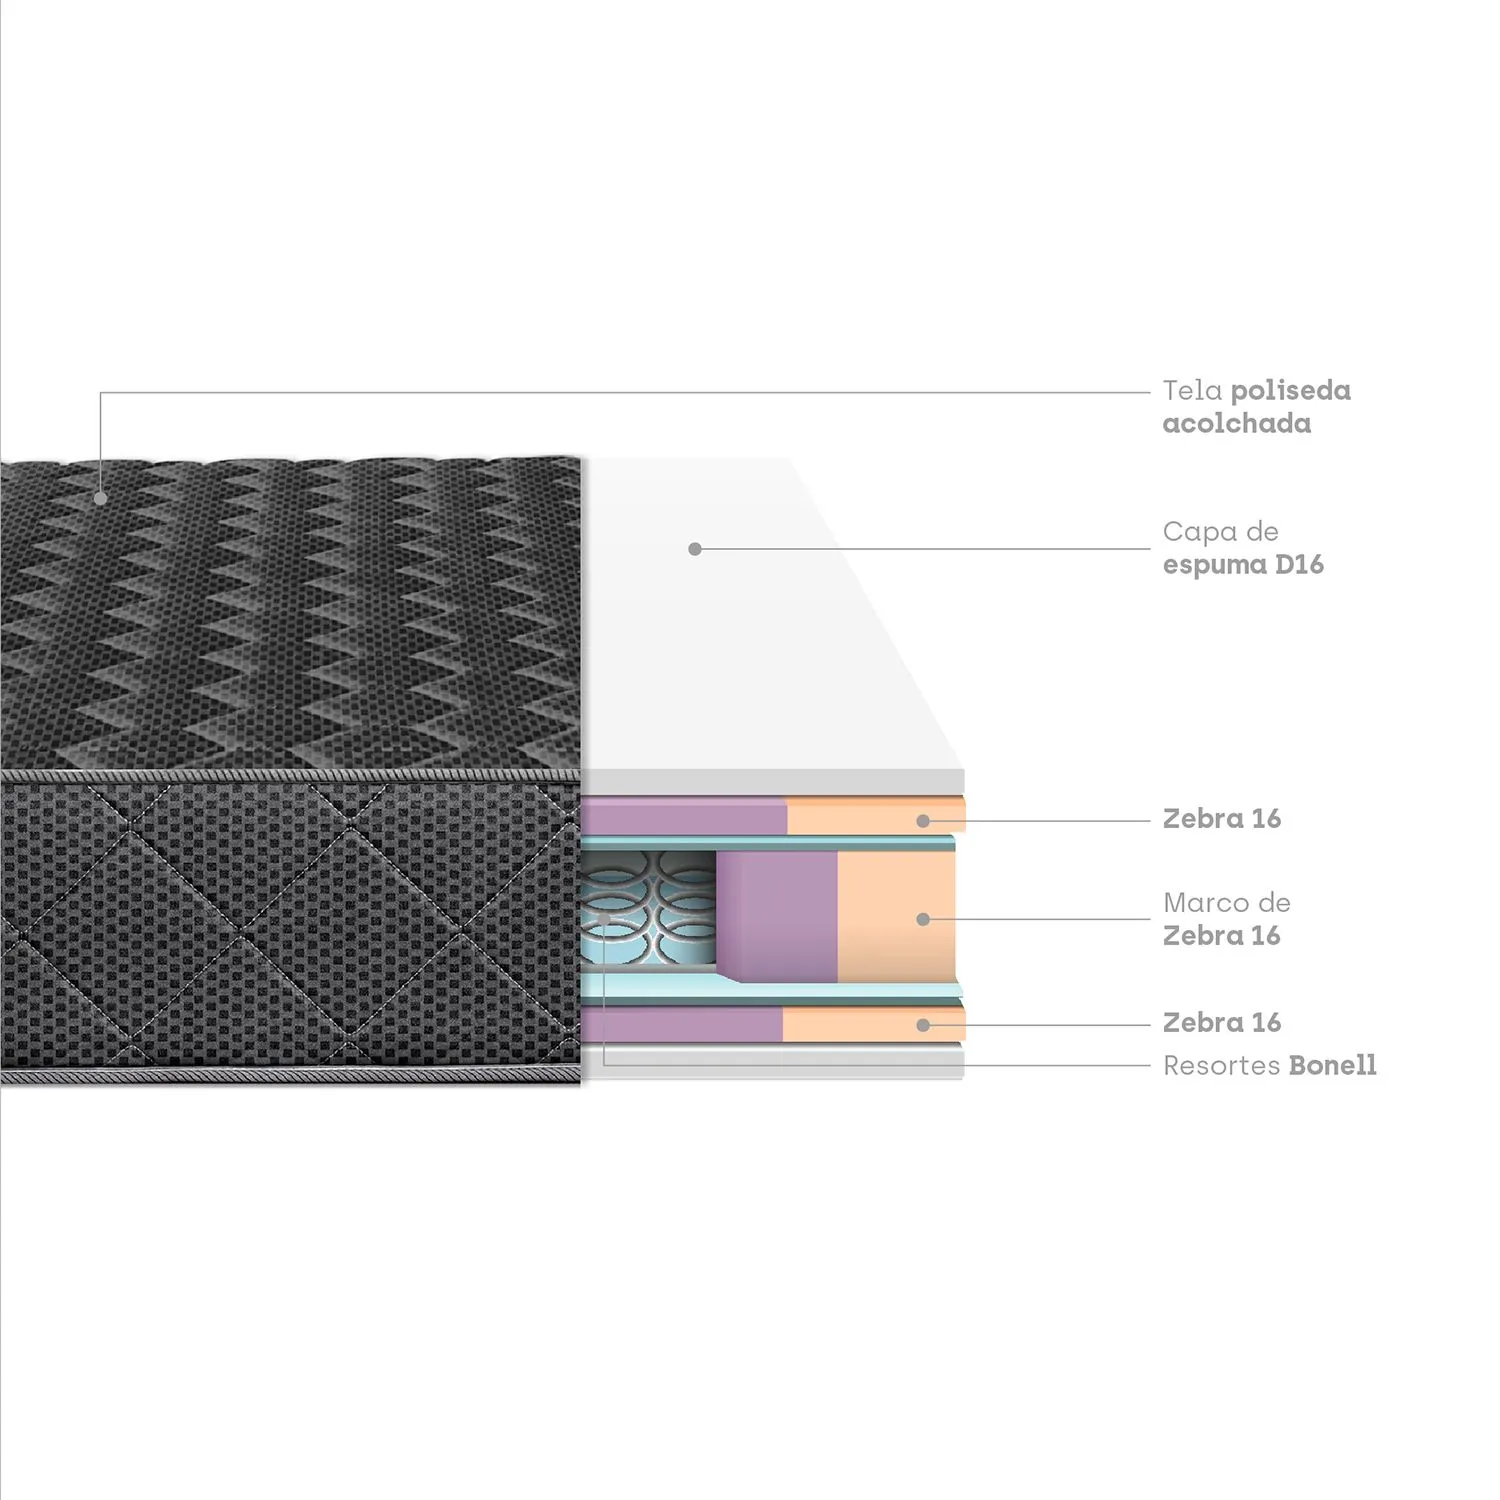 Tela poliseda
acolchada
Capa de
espuma D16
Zebra 16
Marco de
Zebra 16
Zebra 16
Resortes Bonell